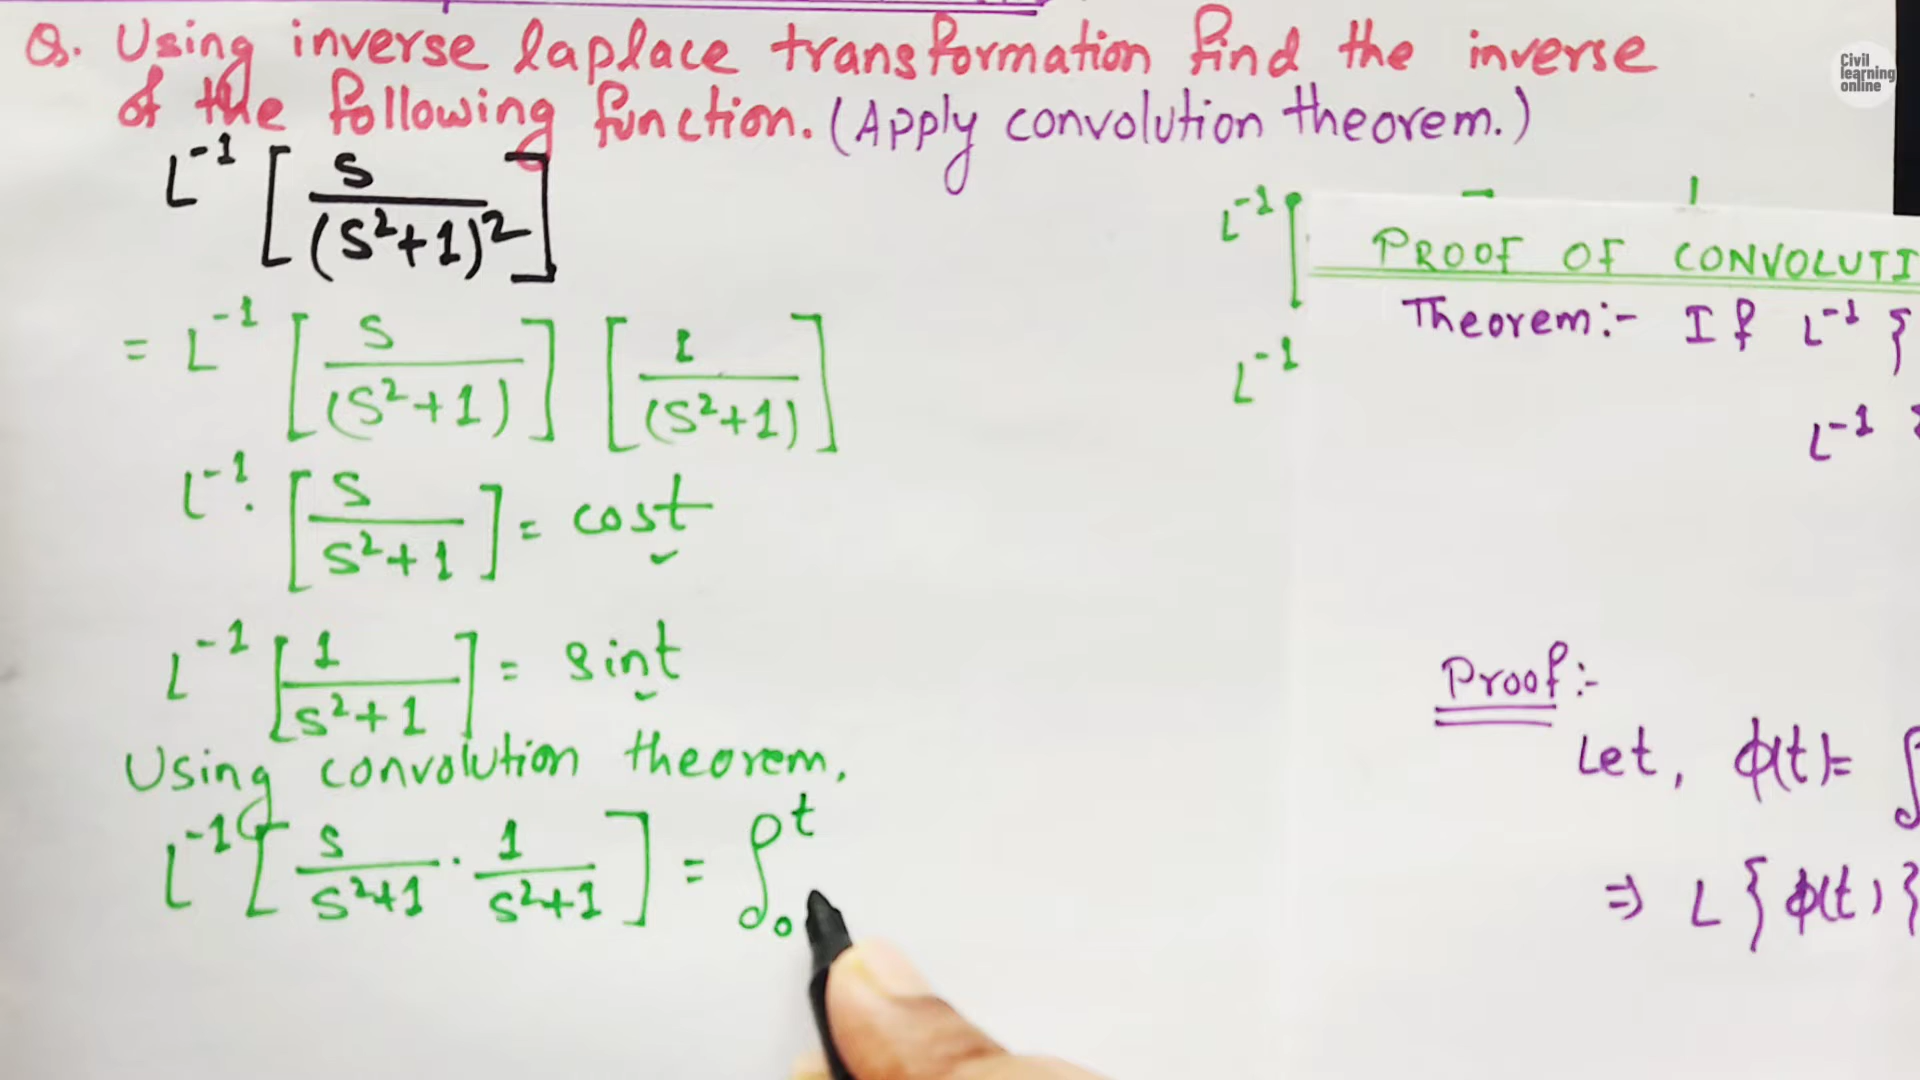 Q. Using inverse laplace transformation find the inverse
of the following function. (Apply convolution theorem.)
L⁻¹ [ s / (s²+1)² ]
= L⁻¹ [ s / (s²+1) ] [ 1 / (s²+1) ]
L⁻¹. [ s / s²+1 ] = cost
L⁻¹ [ 1 / s²+1 ] = sint
Using convolution theorem,
L⁻¹ [ s / s²+1 . 1 / s²+1 ] = ∫₀ᵗ
Civil
learning
online
L⁻¹ [
L⁻¹
PROOF OF CONVOLUTI
Theorem:- If L⁻¹ {
L⁻¹
Proof:-
Let, φ(t)= ∫
⇒ L { φ(t) }